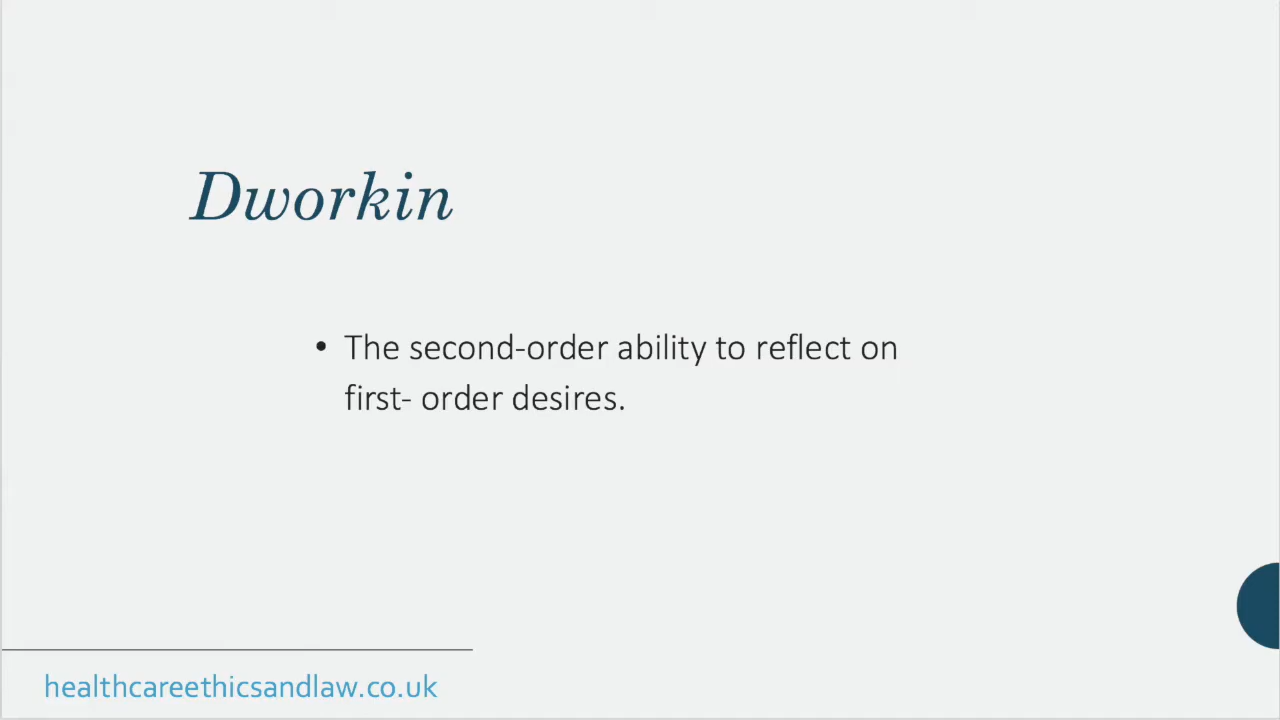 Dworkin
• The second-order ability to reflect on
first- order desires.
healthcareethicsandlaw.co.uk